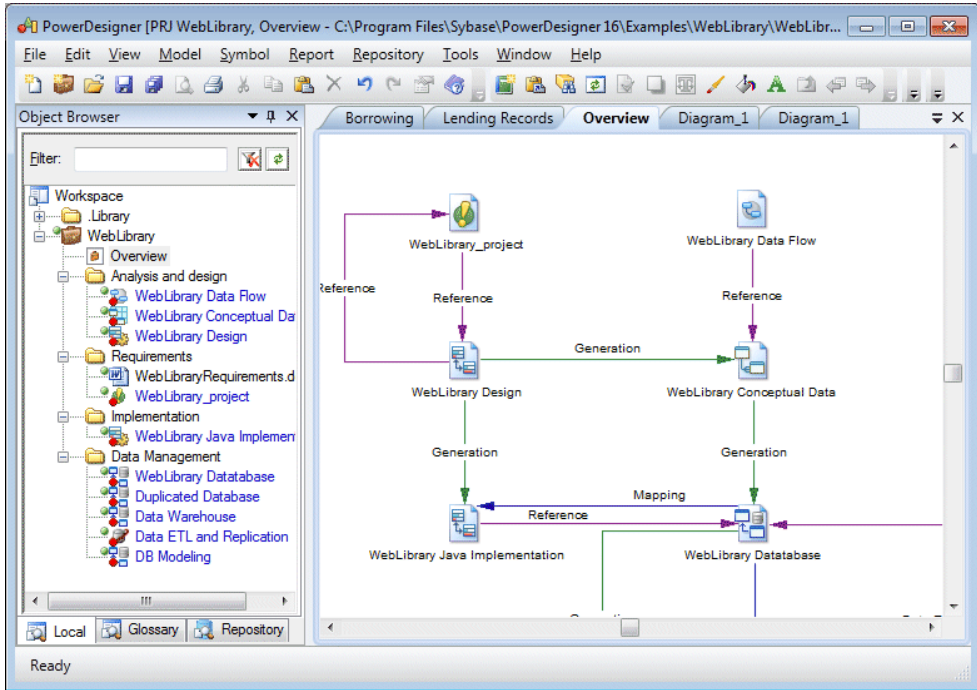 PowerDesigner [PRJ WebLibrary, Overview - C:\Program Files\Sybase\PowerDesigner 16\Examples\WebLibrary\WebLibr...
File Edit View Model Symbol Report Repository Tools Window Help
Object Browser
Borrowing Lending Records Overview Diagram_1 Diagram_1
Filter:
Workspace
.Library
WebLibrary
Overview
Analysis and design
WebLibrary Data Flow
WebLibrary Conceptual Da
WebLibrary Design
Requirements
WebLibraryRequirements.d
WebLibrary_project
Implementation
WebLibrary Java Implemen
Data Management
WebLibrary Datatabase
Duplicated Database
Data Warehouse
Data ETL and Replication
DB Modeling
Local Glossary Repository
WebLibrary_project
WebLibrary Data Flow
Reference
Reference
Reference
Generation
WebLibrary Design
WebLibrary Conceptual Data
Generation
Generation
Mapping
Reference
WebLibrary Java Implementation
WebLibrary Datatabase
Ready